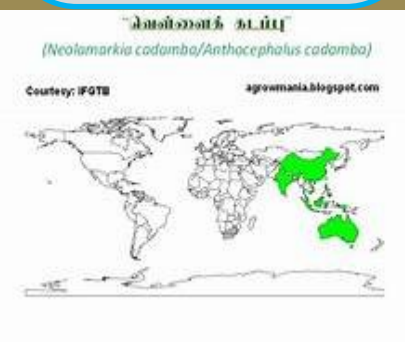 "வெள்ளைக் கடம்பு"
(Neolamarkia cadamba/Anthocephalus cadamba)
Courtesy: IFGTB
agrowmania.blogspot.com